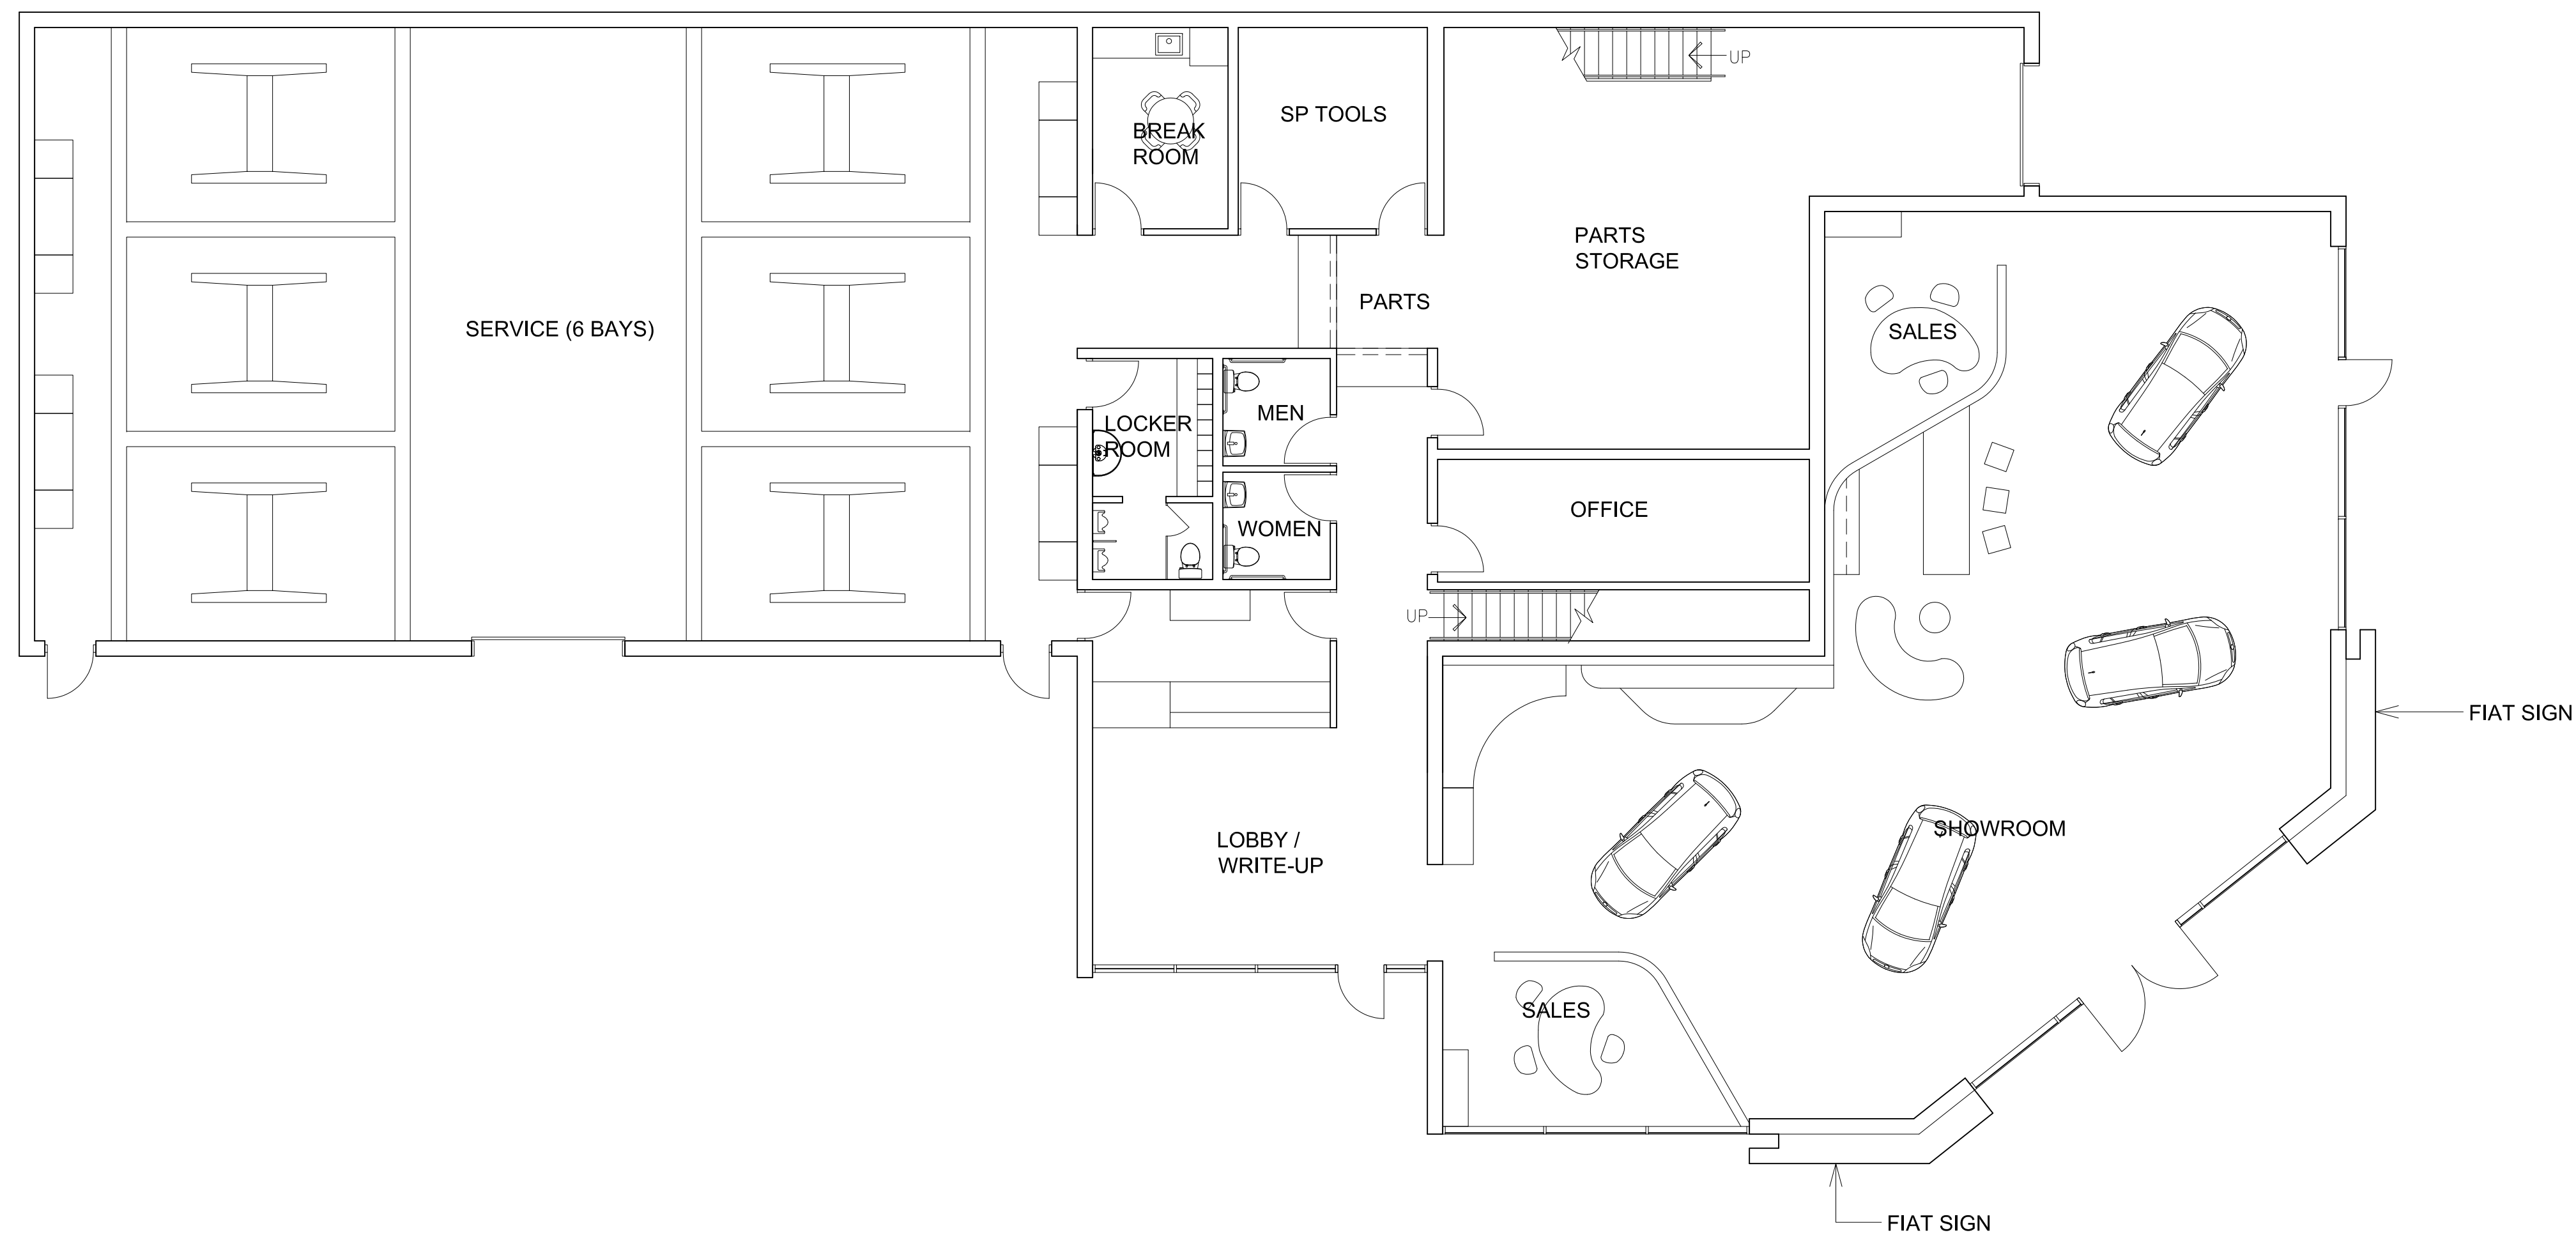 UP
SP TOOLS
BREAK
ROOM
PARTS
STORAGE
PARTS
SERVICE (6 BAYS)
SALES
MEN
LOCKER
ROOM
OFFICE
WOMEN
UP
FIAT SIGN
SHOWROOM
LOBBY /
WRITE-UP
SALES
FIAT SIGN